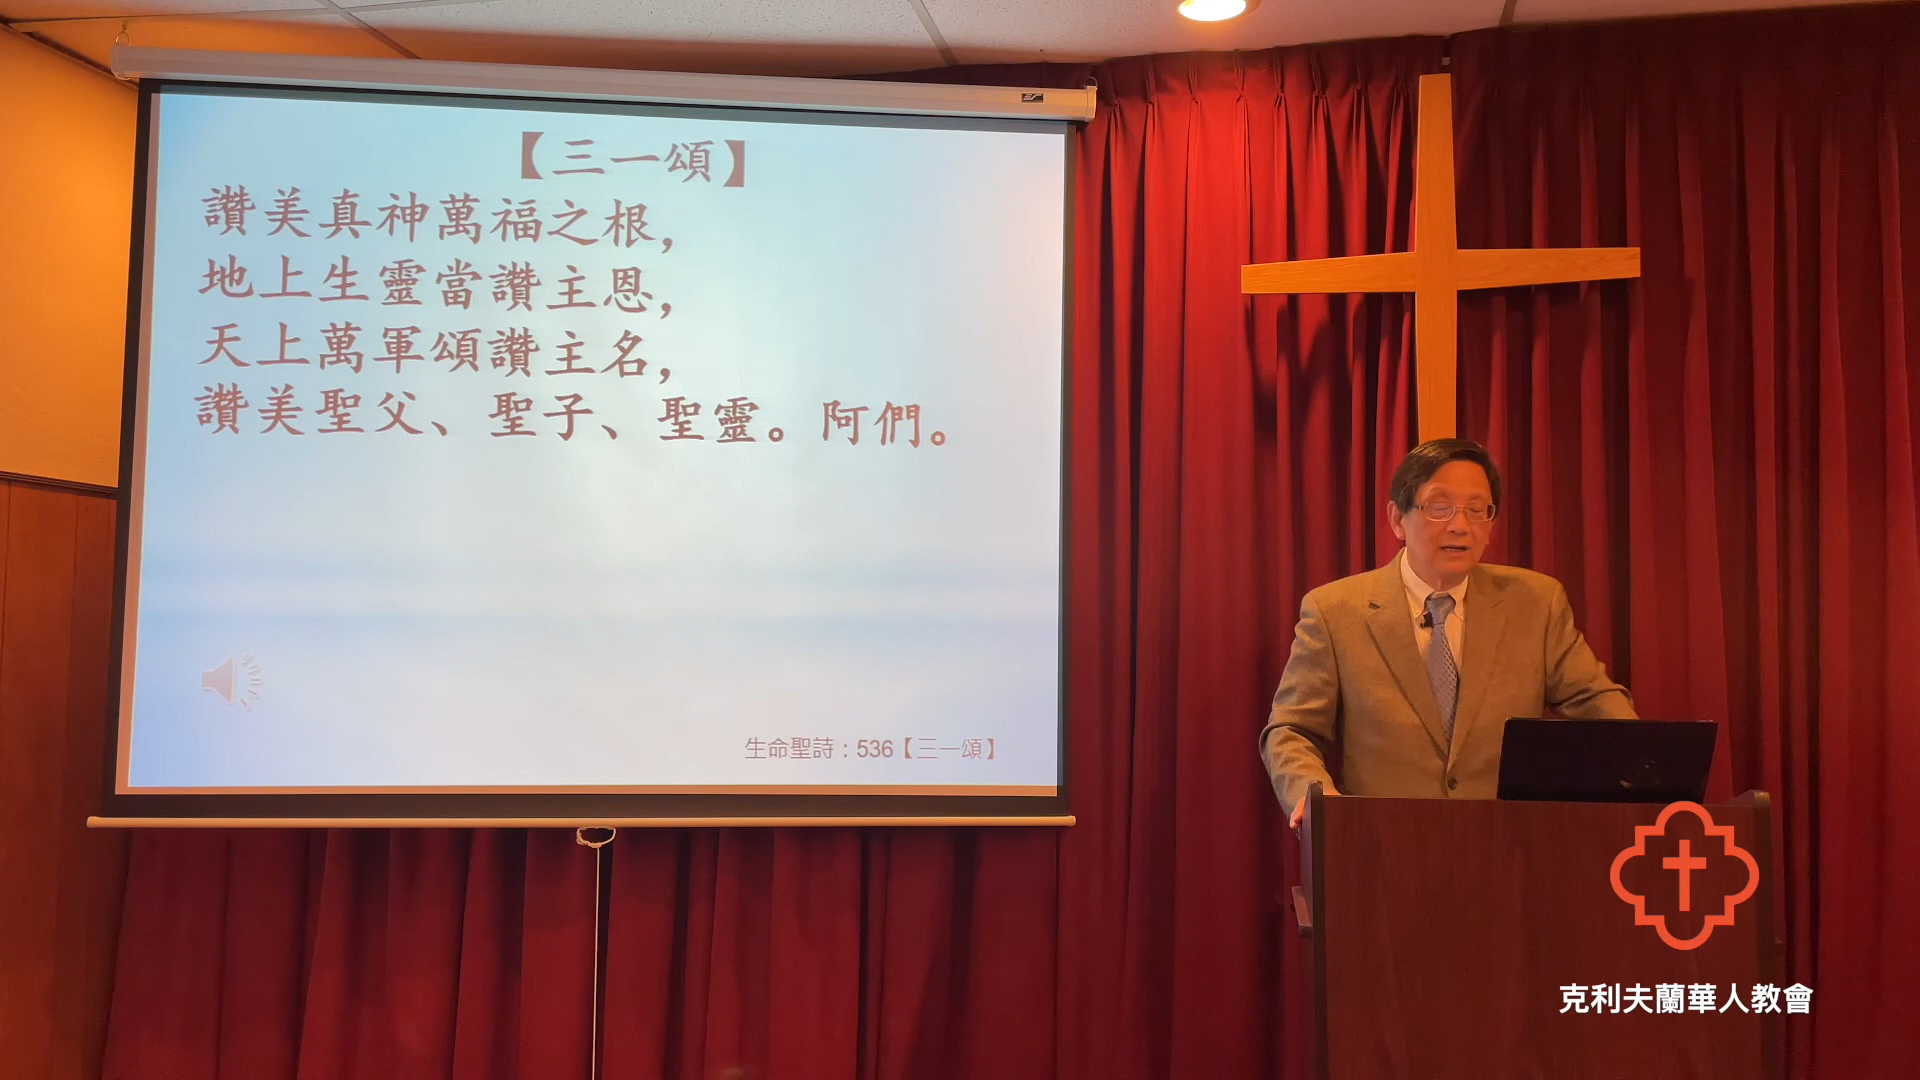 【三一頌】
讚美真神萬福之根，
地上生靈當讚主恩，
天上萬軍頌讚主名，
讚美聖父、聖子、聖靈。阿們。
生命聖詩：536【三一頌】
克利夫蘭華人教會